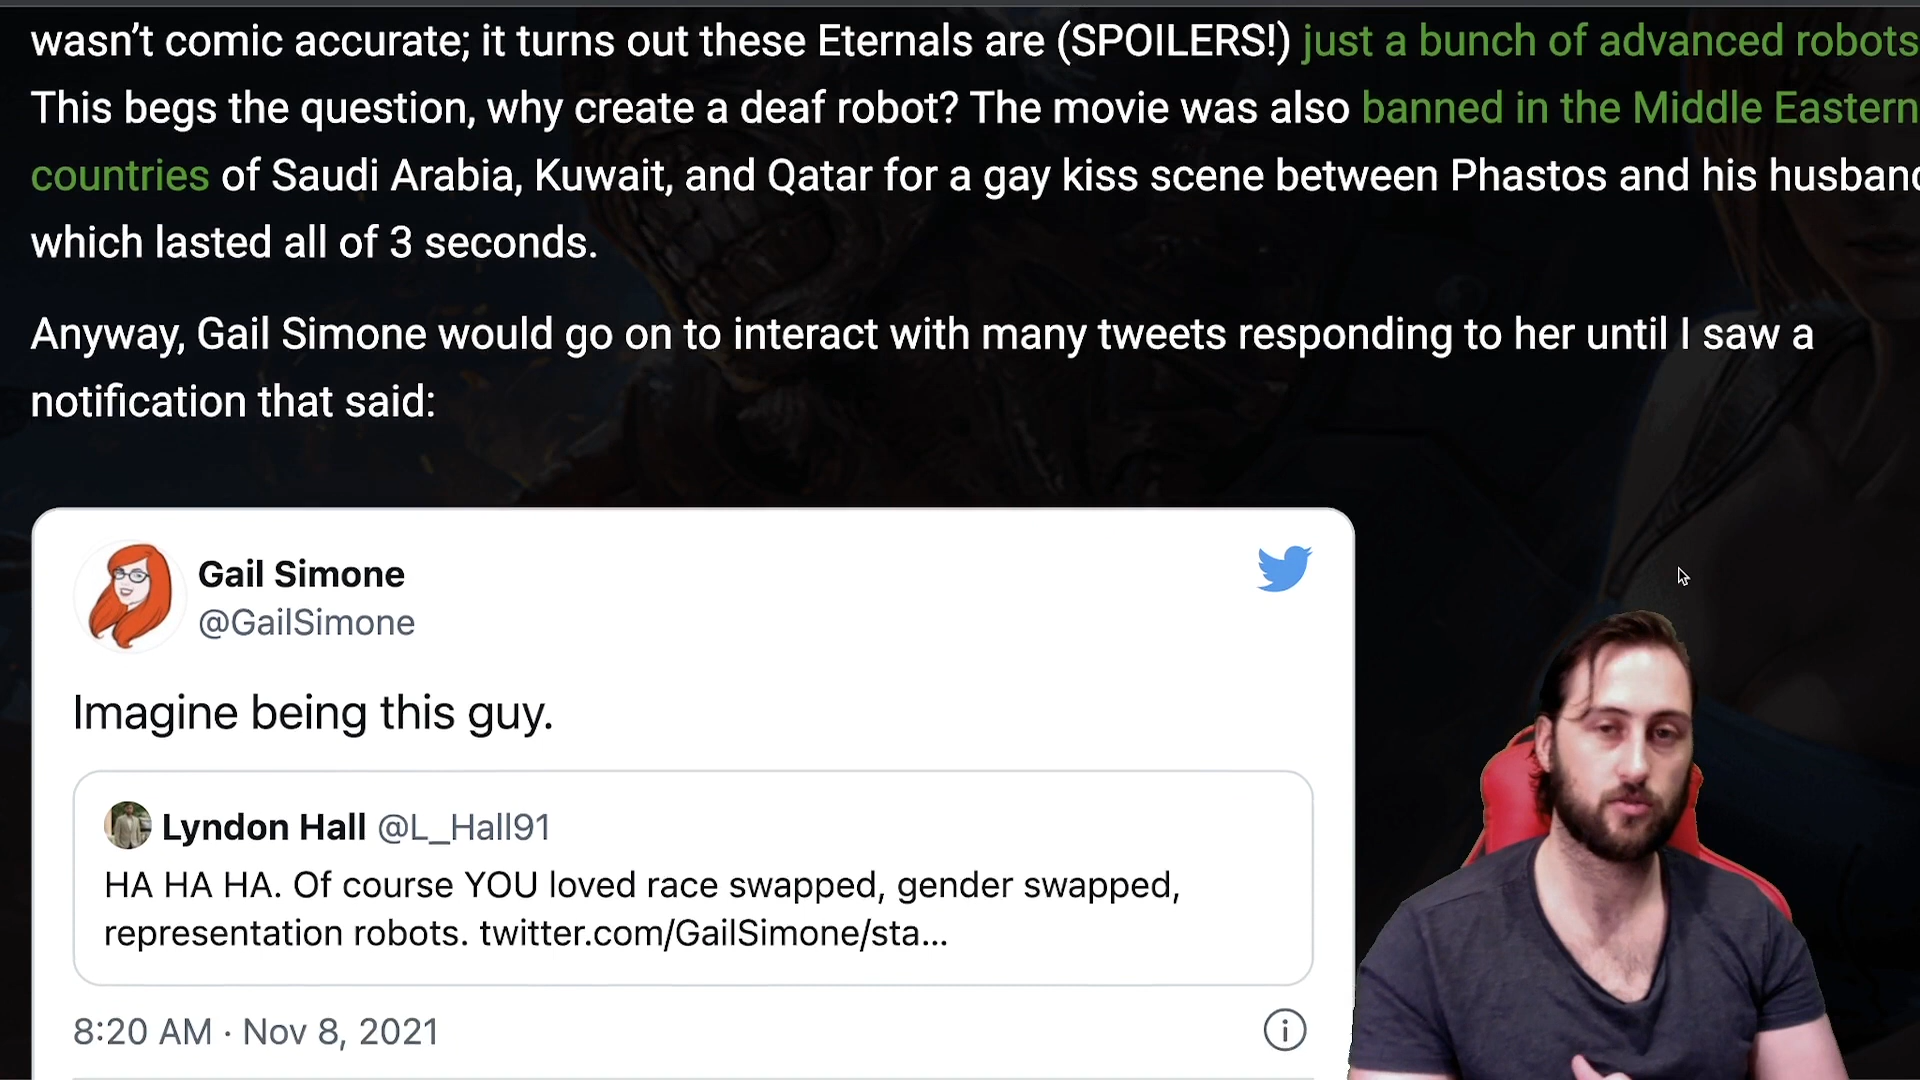 wasn’t comic accurate; it turns out these Eternals are (SPOILERS!) just a bunch of advanced robots
This begs the question, why create a deaf robot? The movie was also banned in the Middle Eastern
countries of Saudi Arabia, Kuwait, and Qatar for a gay kiss scene between Phastos and his husband
which lasted all of 3 seconds.
Anyway, Gail Simone would go on to interact with many tweets responding to her until I saw a
notification that said:
Gail Simone
@GailSimone
Imagine being this guy.
Lyndon Hall @L_Hall91
HA HA HA. Of course YOU loved race swapped, gender swapped,
representation robots. twitter.com/GailSimone/sta...
8:20 AM · Nov 8, 2021